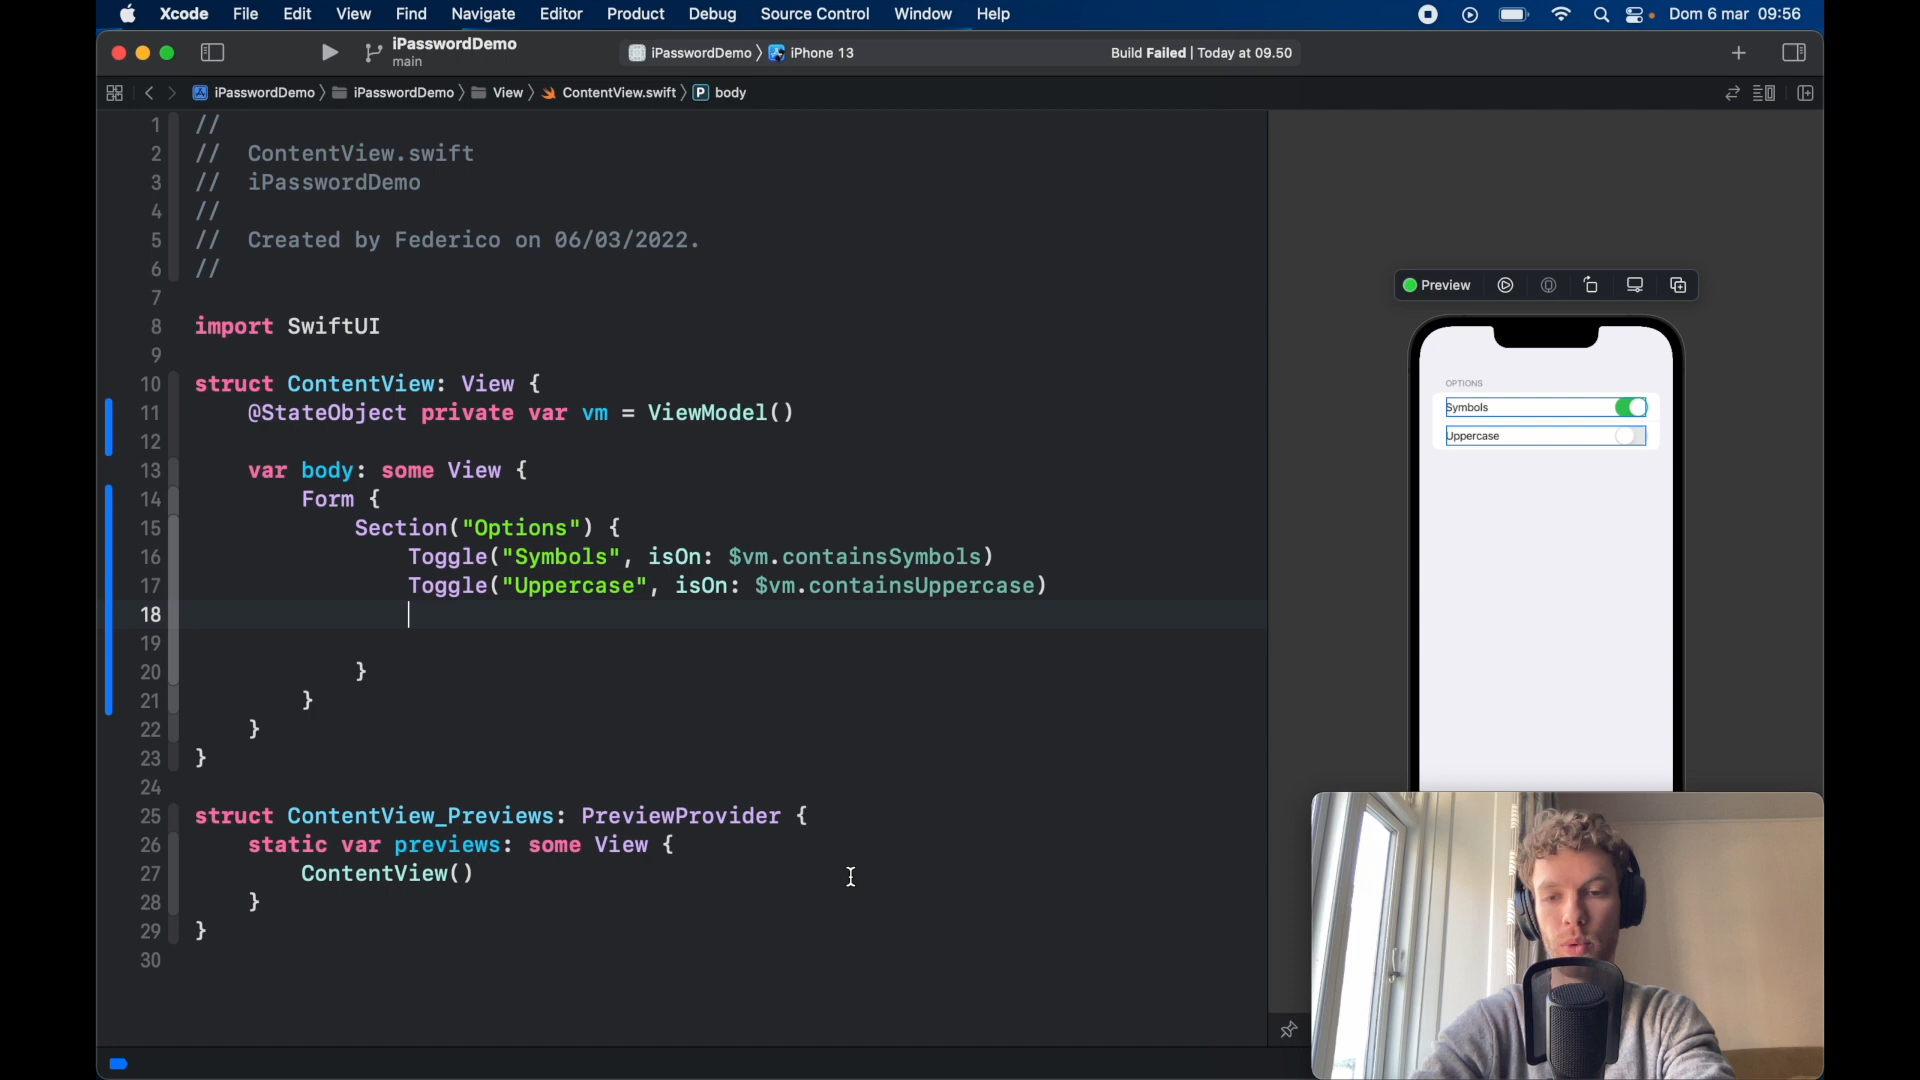 Xcode File Edit View Find Navigate Editor Product Debug Source Control Window Help Dom 6 mar 09:56
iPasswordDemo
main
iPasswordDemo 〉 iPhone 13
Build Failed | Today at 09.50
iPasswordDemo 〉 iPasswordDemo 〉 View 〉 ContentView.swift 〉 P body
1 //
2 //  ContentView.swift
3 //  iPasswordDemo
4 //
5 //  Created by Federico on 06/03/2022.
6 //
7
8 import SwiftUI
9
10 struct ContentView: View {
11     @StateObject private var vm = ViewModel()
12
13     var body: some View {
14         Form {
15             Section("Options") {
16                 Toggle("Symbols", isOn: $vm.containsSymbols)
17                 Toggle("Uppercase", isOn: $vm.containsUppercase)
18
19
20             }
21         }
22     }
23 }
24
25 struct ContentView_Previews: PreviewProvider {
26     static var previews: some View {
27         ContentView()
28     }
29 }
30
Preview
OPTIONS
Symbols
Uppercase